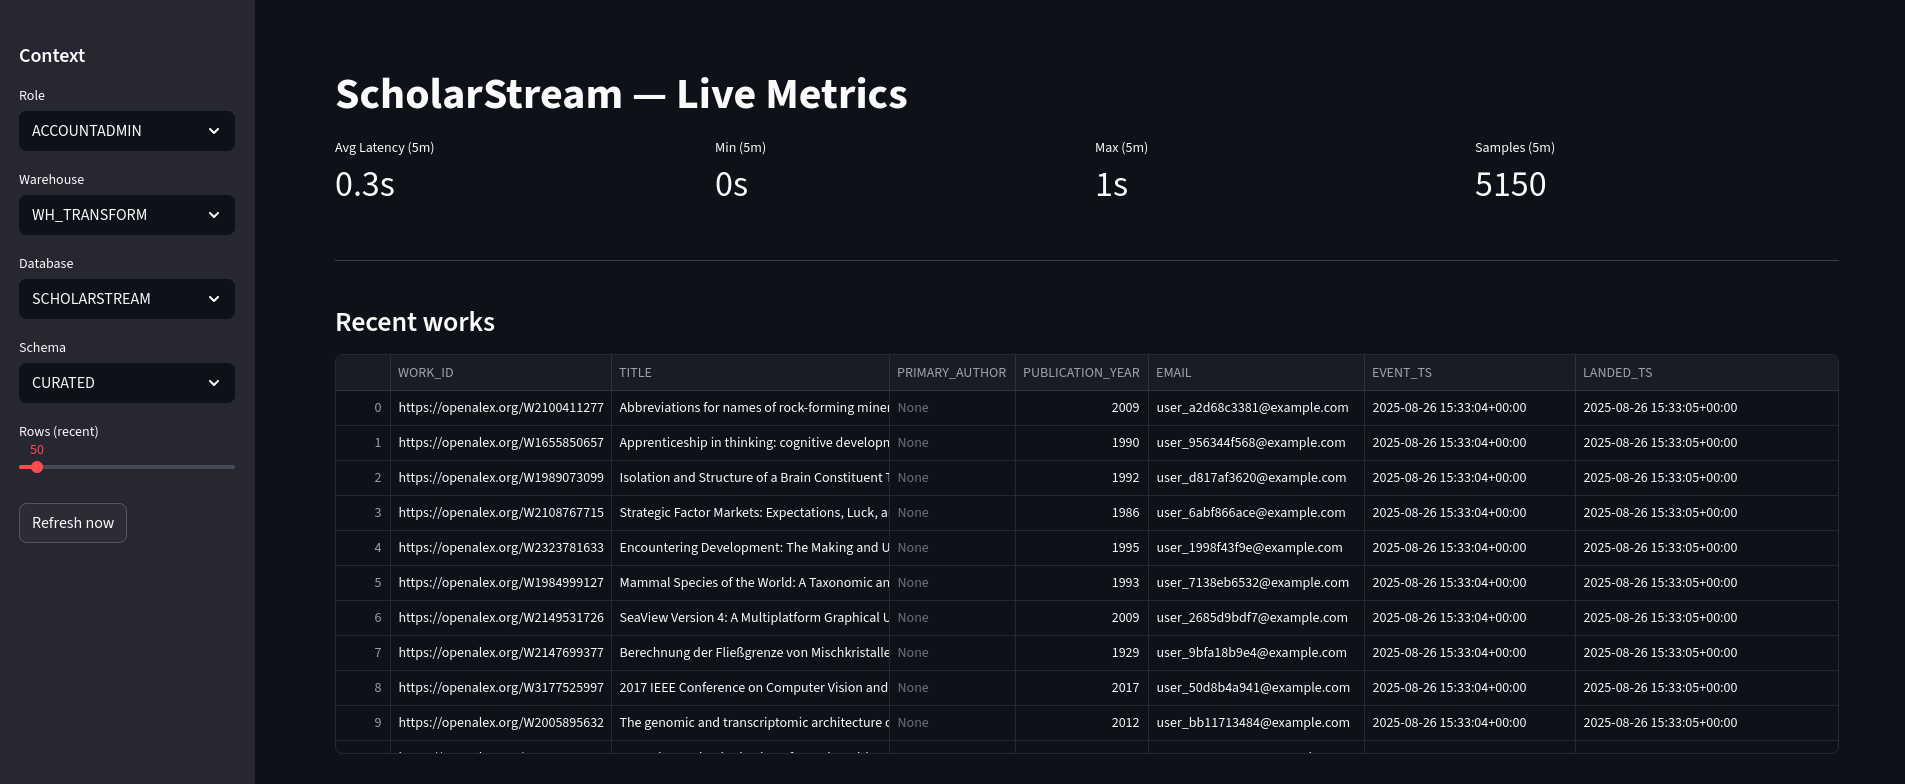 Context
Role
ACCOUNTADMIN
Warehouse
WH_TRANSFORM
Database
SCHOLARSTREAM
Schema
CURATED
Rows (recent)
50
Refresh now
ScholarStream — Live Metrics
Avg Latency (5m) Min (5m) Max (5m) Samples (5m)
0.3s 0s 1s 5150
Recent works
WORK_ID TITLE PRIMARY_AUTHOR PUBLICATION_YEAR EMAIL EVENT_TS LANDED_TS
0 https://openalex.org/W2100411277 Abbreviations for names of rock-forming miner None 2009 user_a2d68c3381@example.com 2025-08-26 15:33:04+00:00 2025-08-26 15:33:05+00:00
1 https://openalex.org/W1655850657 Apprenticeship in thinking: cognitive developn None 1990 user_956344f568@example.com 2025-08-26 15:33:04+00:00 2025-08-26 15:33:05+00:00
2 https://openalex.org/W1989073099 Isolation and Structure of a Brain Constituent T None 1992 user_d817af3620@example.com 2025-08-26 15:33:04+00:00 2025-08-26 15:33:05+00:00
3 https://openalex.org/W2108767715 Strategic Factor Markets: Expectations, Luck, a None 1986 user_6abf866ace@example.com 2025-08-26 15:33:04+00:00 2025-08-26 15:33:05+00:00
4 https://openalex.org/W2323781633 Encountering Development: The Making and U None 1995 user_1998f43f9e@example.com 2025-08-26 15:33:04+00:00 2025-08-26 15:33:05+00:00
5 https://openalex.org/W1984999127 Mammal Species of the World: A Taxonomic an None 1993 user_7138eb6532@example.com 2025-08-26 15:33:04+00:00 2025-08-26 15:33:05+00:00
6 https://openalex.org/W2149531726 SeaView Version 4: A Multiplatform Graphical U None 2009 user_2685d9bdf7@example.com 2025-08-26 15:33:04+00:00 2025-08-26 15:33:05+00:00
7 https://openalex.org/W2147699377 Berechnung der Fließgrenze von Mischkristalle None 1929 user_9bfa18b9e4@example.com 2025-08-26 15:33:04+00:00 2025-08-26 15:33:05+00:00
8 https://openalex.org/W3177525997 2017 IEEE Conference on Computer Vision and None 2017 user_50d8b4a941@example.com 2025-08-26 15:33:04+00:00 2025-08-26 15:33:05+00:00
9 https://openalex.org/W2005895632 The genomic and transcriptomic architecture o None 2012 user_bb11713484@example.com 2025-08-26 15:33:04+00:00 2025-08-26 15:33:05+00:00